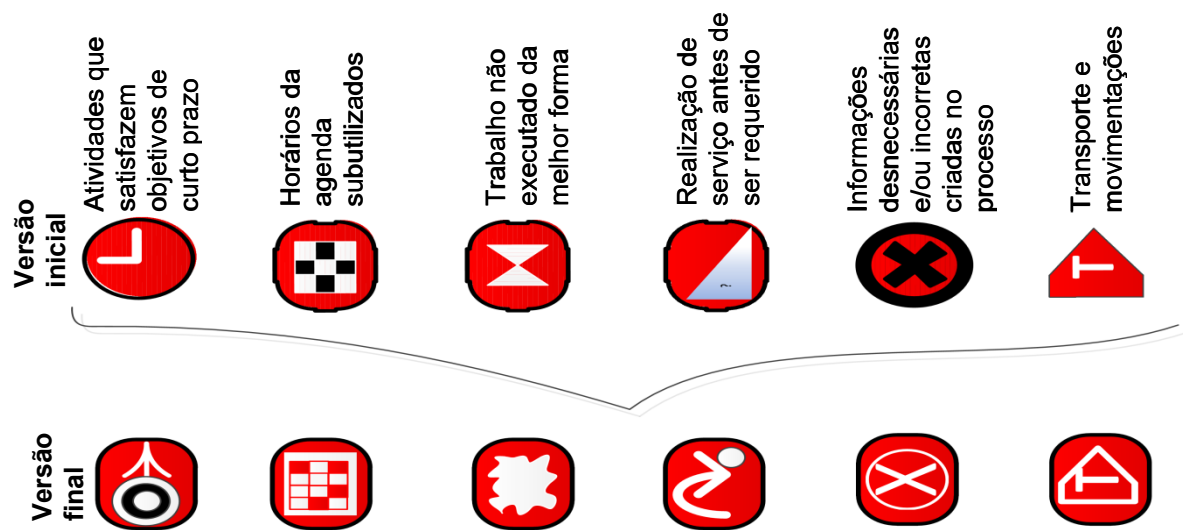 Versão
final
Versão
inicial
Atividades que
satisfazem
objetivos de
curto prazo
Horários da
agenda
subutilizados
Trabalho não
executado da
melhor forma
?
Realização de
serviço antes de
ser requerido
Informações
desnecessárias
e/ou incorretas
criadas no
processo
T
T
Transporte e
movimentações